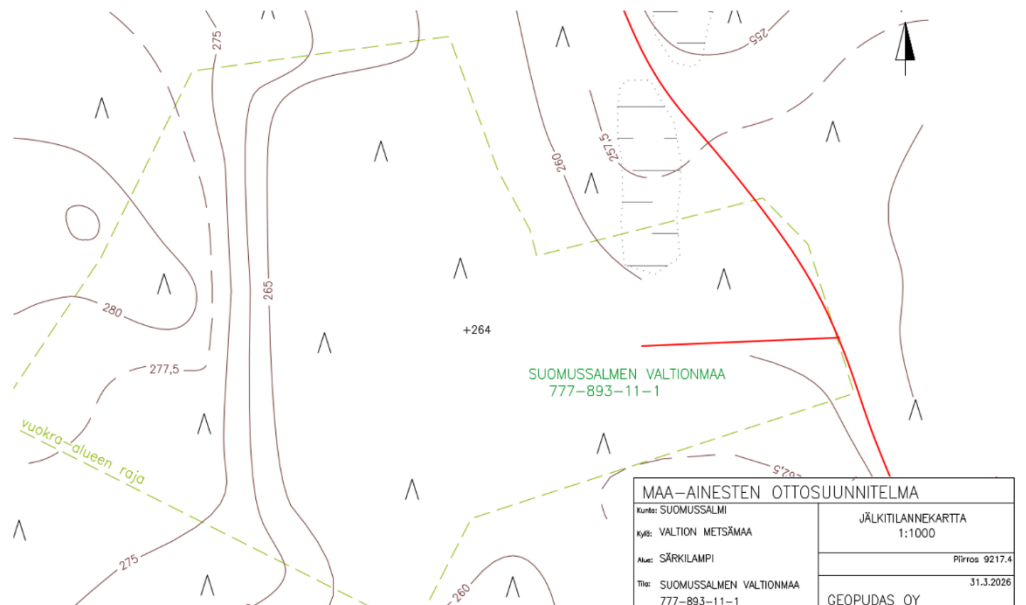 275
255
257,5
260
265
280
+264
277,5
SUOMUSSALMEN VALTIONMAA
777-893-11-1
vuokra-alueen raja
262,5
275
260
MAA-AINESTEN OTTOSUUNNITELMA
Kunta: SUOMUSSALMI
Kylä: VALTION METSÄMAA
Alue: SÄRKILAMPI
Tila: SUOMUSSALMEN VALTIONMAA
777-893-11-1
JÄLKITILANNEKARTTA
1:1000
Piirros 9217.4
31.3.2026
GEOPUDAS OY